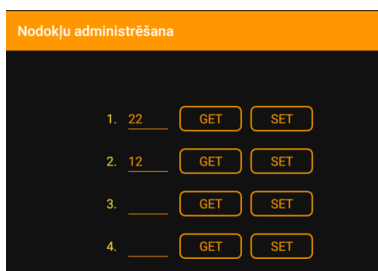 Nodokļu administrēšana
1. 22 GET SET
2. 12 GET SET
3. GET SET
4. GET SET